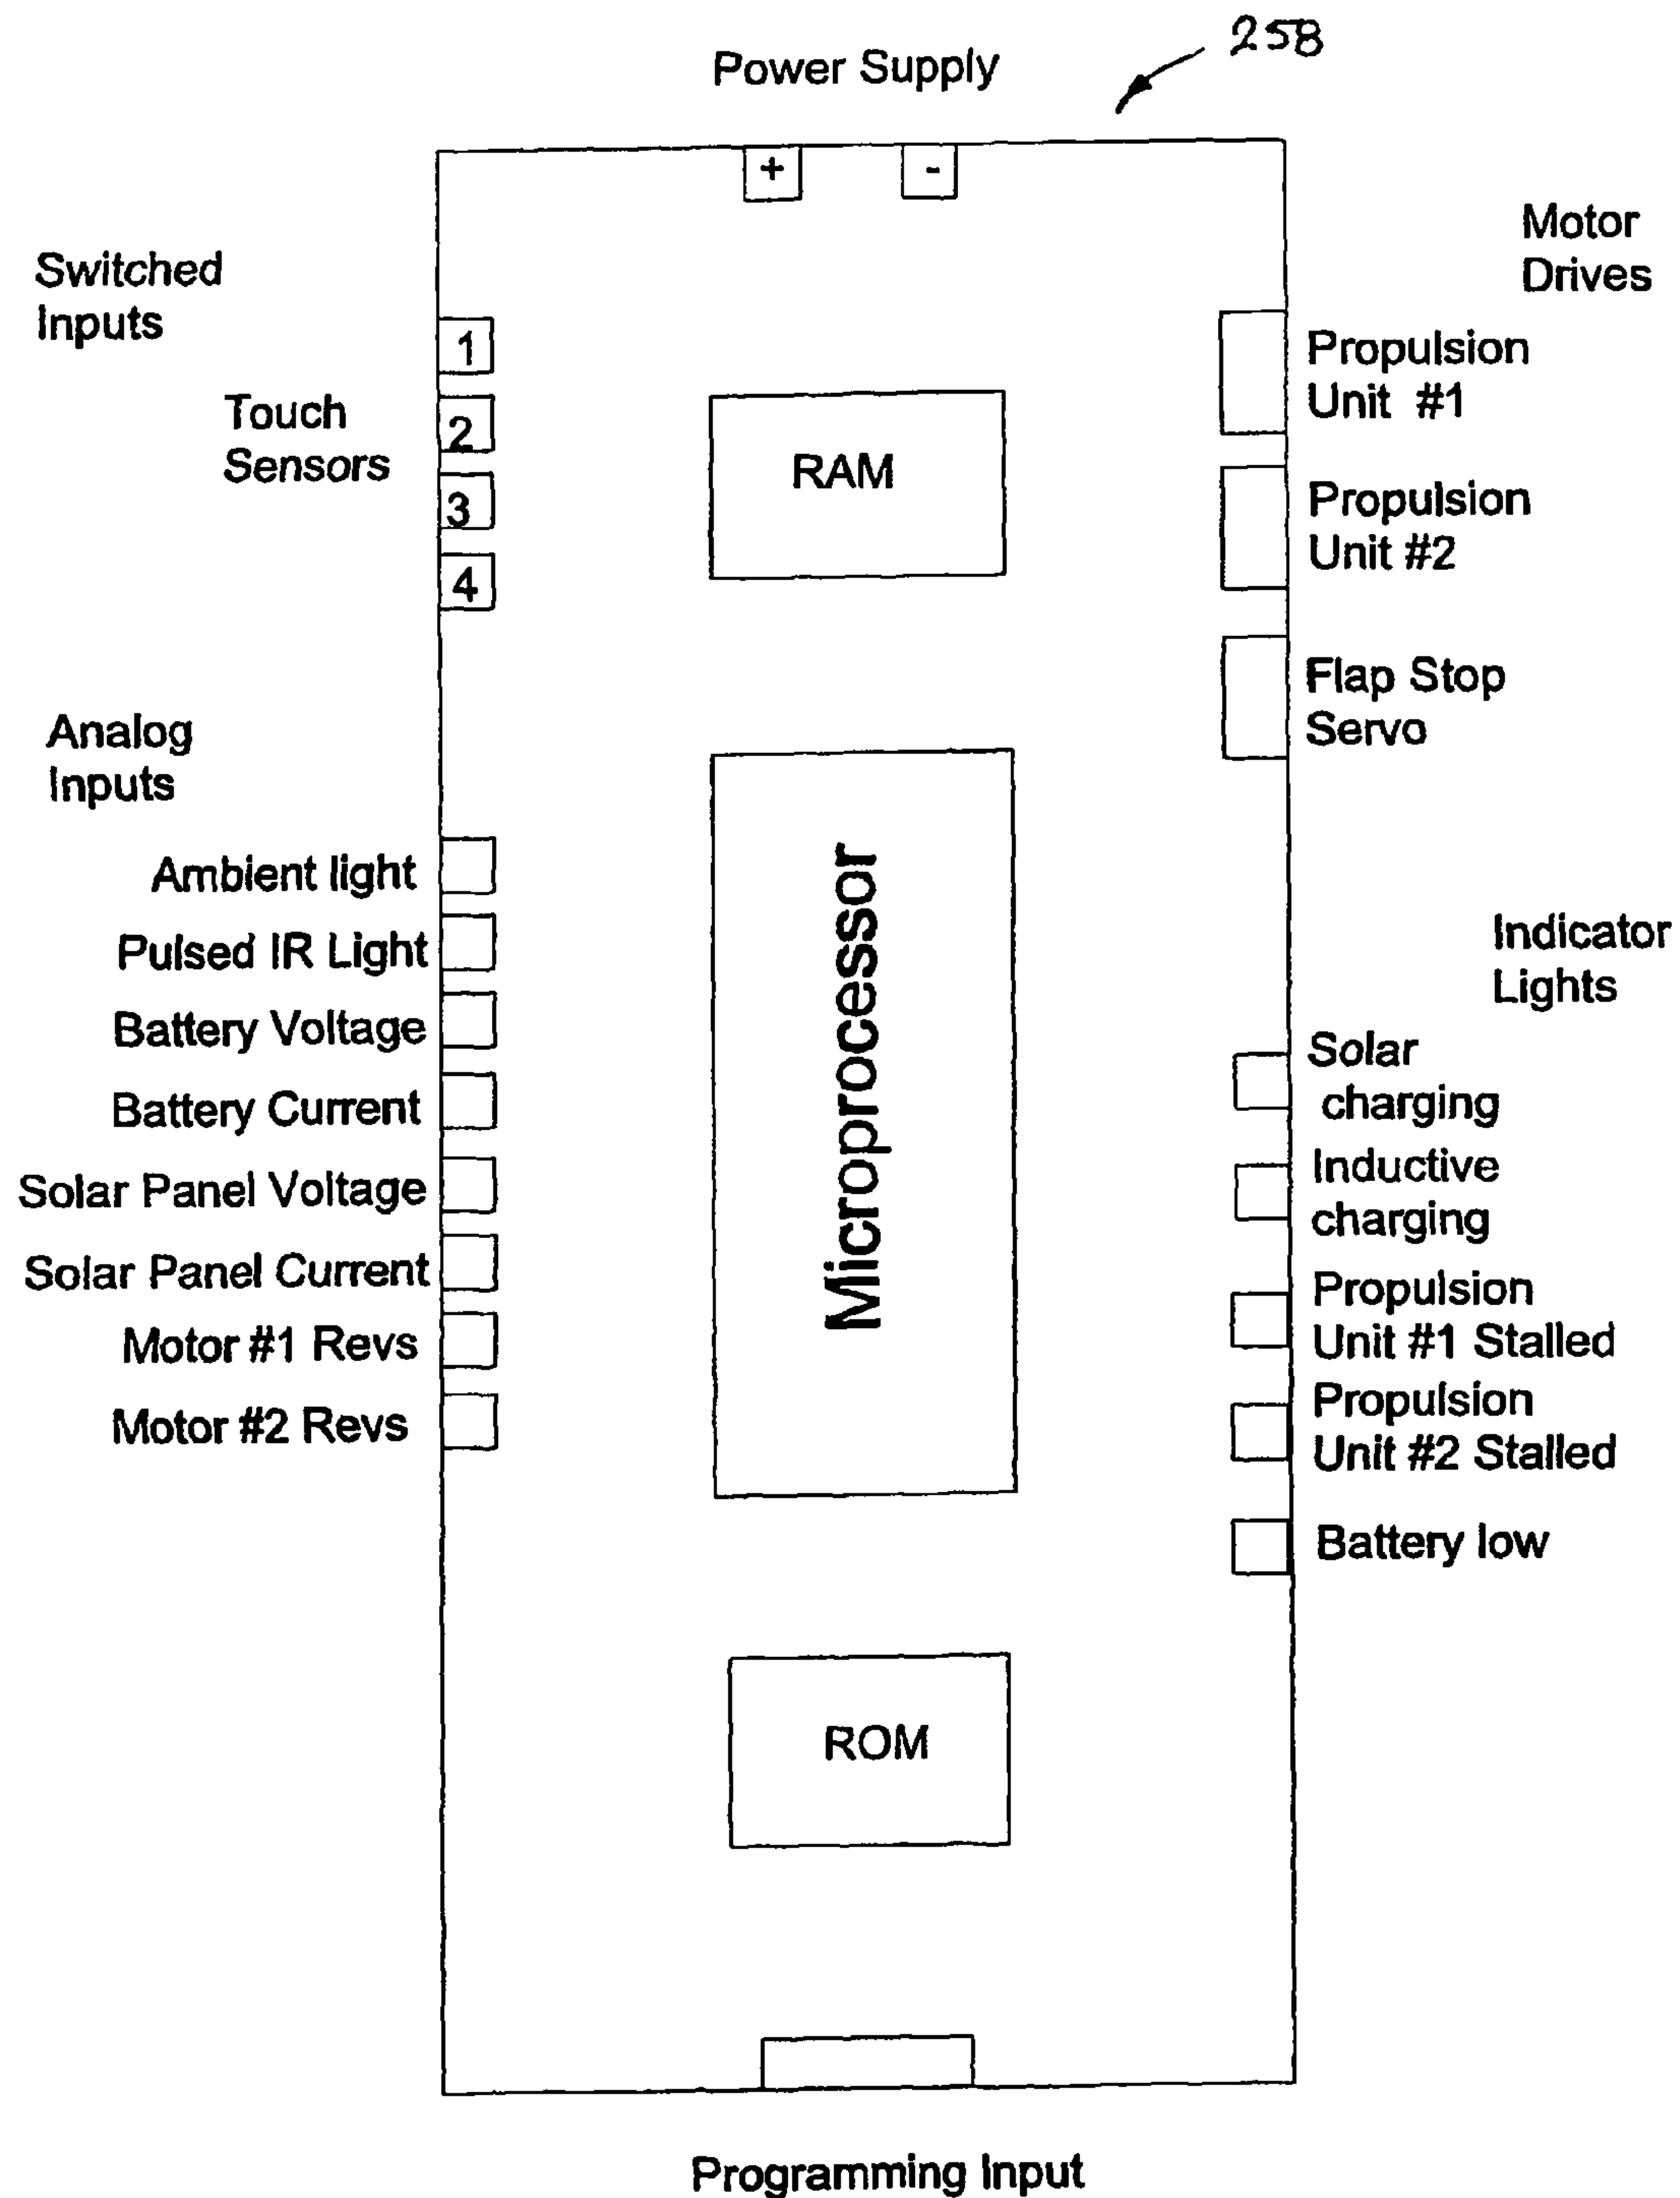 258
Power Supply
+ -
Switched
Inputs
1
Touch
Sensors
2
3
4
Analog
Inputs
Ambient light
Pulsed IR Light
Battery Voltage
Battery Current
Solar Panel Voltage
Solar Panel Current
Motor #1 Revs
Motor #2 Revs
RAM
Microprocessor
ROM
Motor
Drives
Propulsion
Unit #1
Propulsion
Unit #2
Flap Stop
Servo
Indicator
Lights
Solar
charging
Inductive
charging
Propulsion
Unit #1 Stalled
Propulsion
Unit #2 Stalled
Battery low
Programming Input